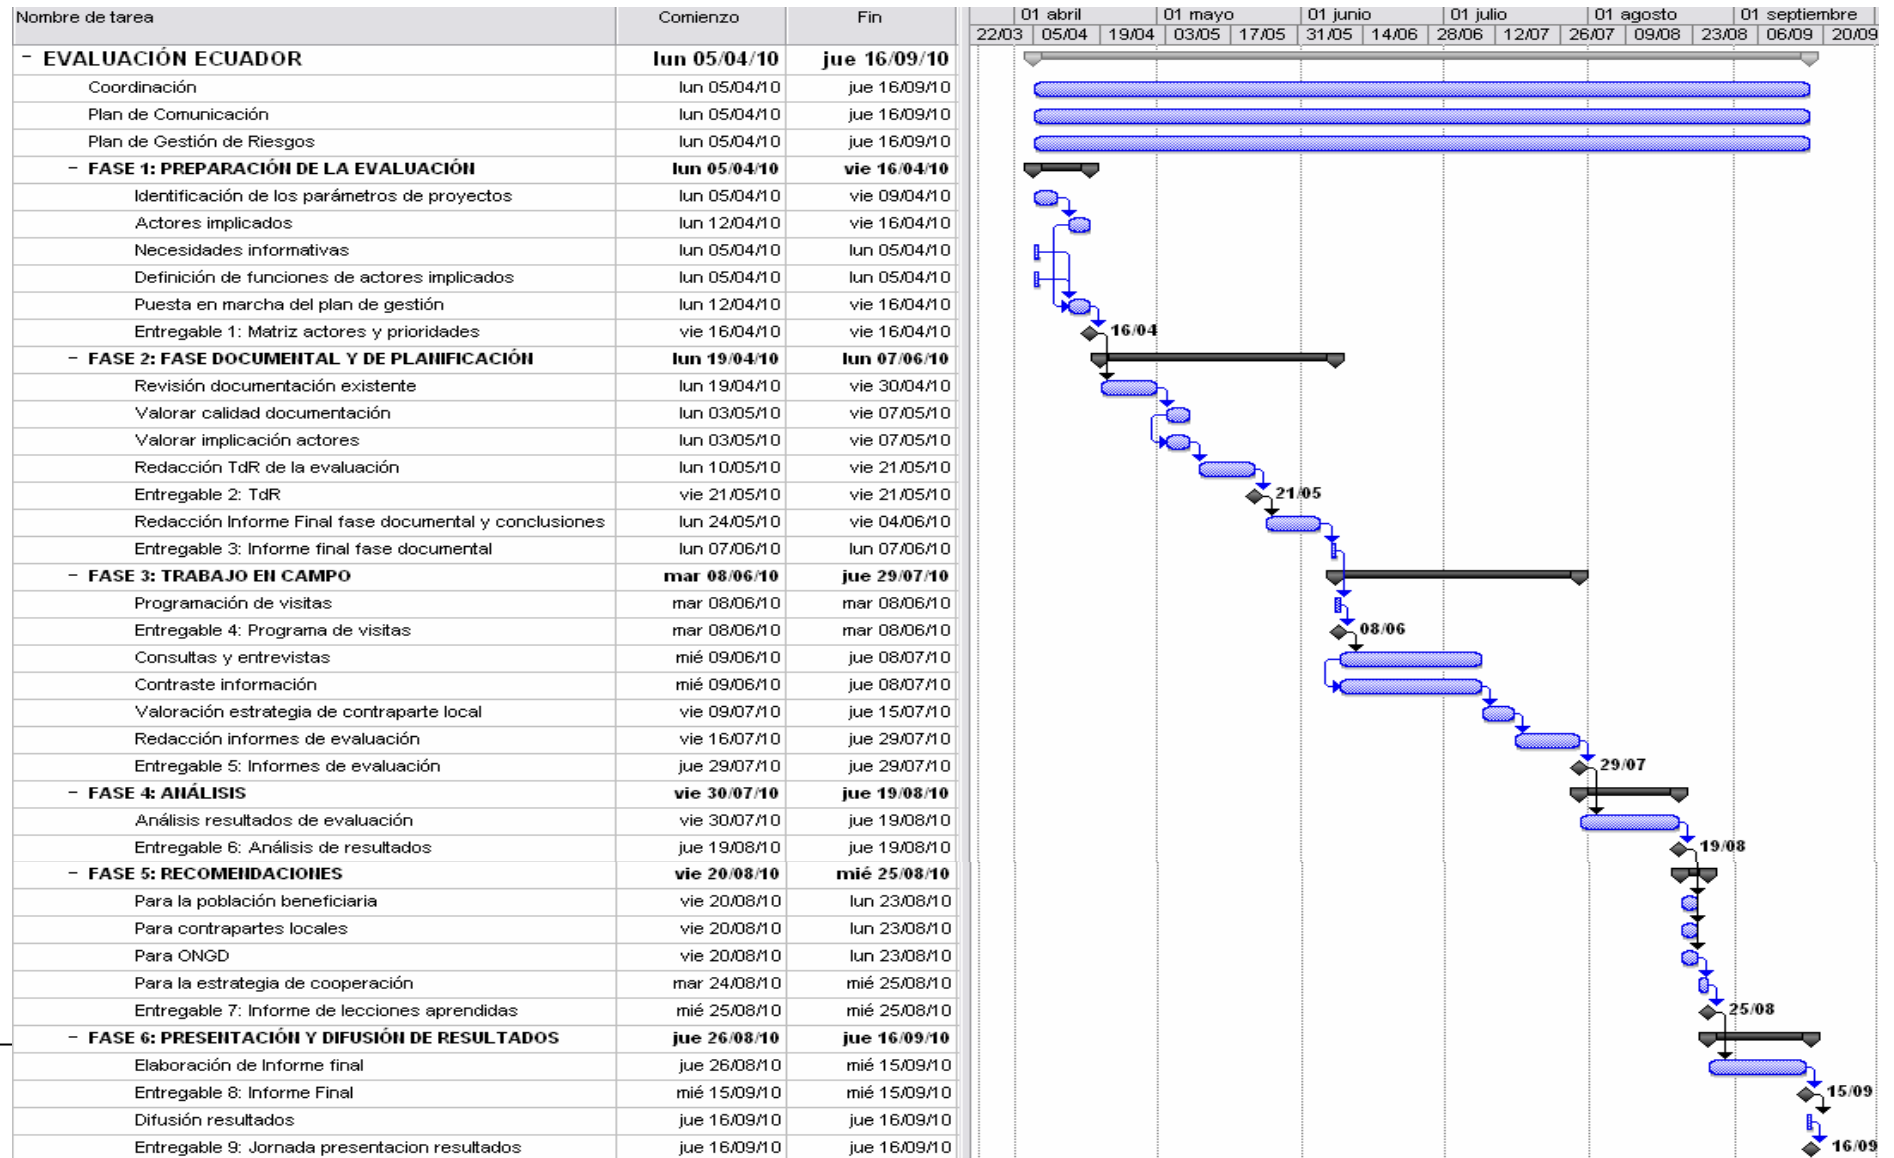 Nombre de tarea Comienzo Fin 01 abril 01 mayo 01 junio 01 julio 01 agosto 01 septiembre
22/03 05/04 19/04 03/05 17/05 31/05 14/06 28/06 12/07 26/07 09/08 23/08 06/09 20/09
- EVALUACIÓN ECUADOR lun 05/04/10 jue 16/09/10
Coordinación lun 05/04/10 jue 16/09/10
Plan de Comunicación lun 05/04/10 jue 16/09/10
Plan de Gestión de Riesgos lun 05/04/10 jue 16/09/10
- FASE 1: PREPARACIÓN DE LA EVALUACIÓN lun 05/04/10 vie 16/04/10
Identificación de los parámetros de proyectos lun 05/04/10 vie 09/04/10
Actores implicados lun 12/04/10 vie 16/04/10
Necesidades informativas lun 05/04/10 lun 05/04/10
Definición de funciones de actores implicados lun 05/04/10 lun 05/04/10
Puesta en marcha del plan de gestión lun 12/04/10 vie 16/04/10
Entregable 1: Matriz actores y prioridades vie 16/04/10 vie 16/04/10 16/04
- FASE 2: FASE DOCUMENTAL Y DE PLANIFICACIÓN lun 19/04/10 lun 07/06/10
Revisión documentación existente lun 19/04/10 vie 30/04/10
Valorar calidad documentación lun 03/05/10 vie 07/05/10
Valorar implicación actores lun 03/05/10 vie 07/05/10
Redacción TdR de la evaluación lun 10/05/10 vie 21/05/10
Entregable 2: TdR vie 21/05/10 vie 21/05/10 21/05
Redacción Informe Final fase documental y conclusiones lun 24/05/10 vie 04/06/10
Entregable 3: Informe final fase documental lun 07/06/10 lun 07/06/10
- FASE 3: TRABAJO EN CAMPO mar 08/06/10 jue 29/07/10
Programación de visitas mar 08/06/10 mar 08/06/10
Entregable 4: Programa de visitas mar 08/06/10 mar 08/06/10 08/06
Consultas y entrevistas mié 09/06/10 jue 08/07/10
Contraste información mié 09/06/10 jue 08/07/10
Valoración estrategia de contraparte local vie 09/07/10 jue 15/07/10
Redacción informes de evaluación vie 16/07/10 jue 29/07/10
Entregable 5: Informes de evaluación jue 29/07/10 jue 29/07/10 29/07
- FASE 4: ANÁLISIS vie 30/07/10 jue 19/08/10
Análisis resultados de evaluación vie 30/07/10 jue 19/08/10
Entregable 6: Análisis de resultados jue 19/08/10 jue 19/08/10 19/08
- FASE 5: RECOMENDACIONES vie 20/08/10 mié 25/08/10
Para la población beneficiaria vie 20/08/10 lun 23/08/10
Para contrapartes locales vie 20/08/10 lun 23/08/10
Para ONGD vie 20/08/10 lun 23/08/10
Para la estrategia de cooperación mar 24/08/10 mié 25/08/10
Entregable 7: Informe de lecciones aprendidas mié 25/08/10 mié 25/08/10 25/08
- FASE 6: PRESENTACIÓN Y DIFUSIÓN DE RESULTADOS jue 26/08/10 jue 16/09/10
Elaboración de Informe final jue 26/08/10 mié 15/09/10
Entregable 8: Informe Final mié 15/09/10 mié 15/09/10 15/09
Difusión resultados jue 16/09/10 jue 16/09/10
Entregable 9: Jornada presentacion resultados jue 16/09/10 jue 16/09/10 16/09